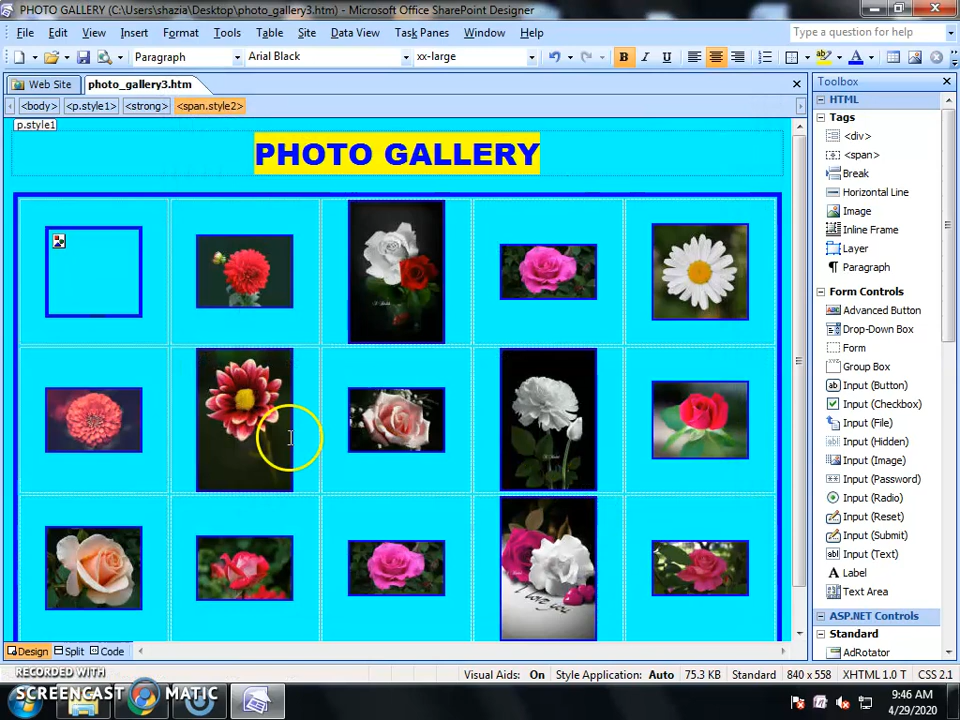 PHOTO GALLERY (C:\Users\shazia\Desktop\photo_gallery3.htm) - Microsoft Office SharePoint Designer
File Edit View Insert Format Tools Table Site Data View Task Panes Window Help
Type a question for help
Paragraph Arial Black xx-large B I U A
Web Site photo_gallery3.htm
Toolbox
<body> <p.style1> <strong> <span.style2>
HTML
p.style1
Tags
PHOTO GALLERY
<div>
<span>
Break
Horizontal Line
Image
Inline Frame
Layer
Paragraph
Form Controls
Advanced Button
Drop-Down Box
Form
Group Box
Input (Button)
Input (Checkbox)
Input (File)
Input (Hidden)
Input (Image)
Input (Password)
Input (Radio)
Input (Reset)
Input (Submit)
Input (Text)
Label
Text Area
ASP.NET Controls
Standard
AdRotator
I love you
Design Split Code
Visual Aids: On Style Application: Auto 75.3 KB Standard 840 x 558 XHTML 1.0 T CSS 2.1
RECORDED WITH
SCREENCAST MATIC
9:46 AM
4/29/2020